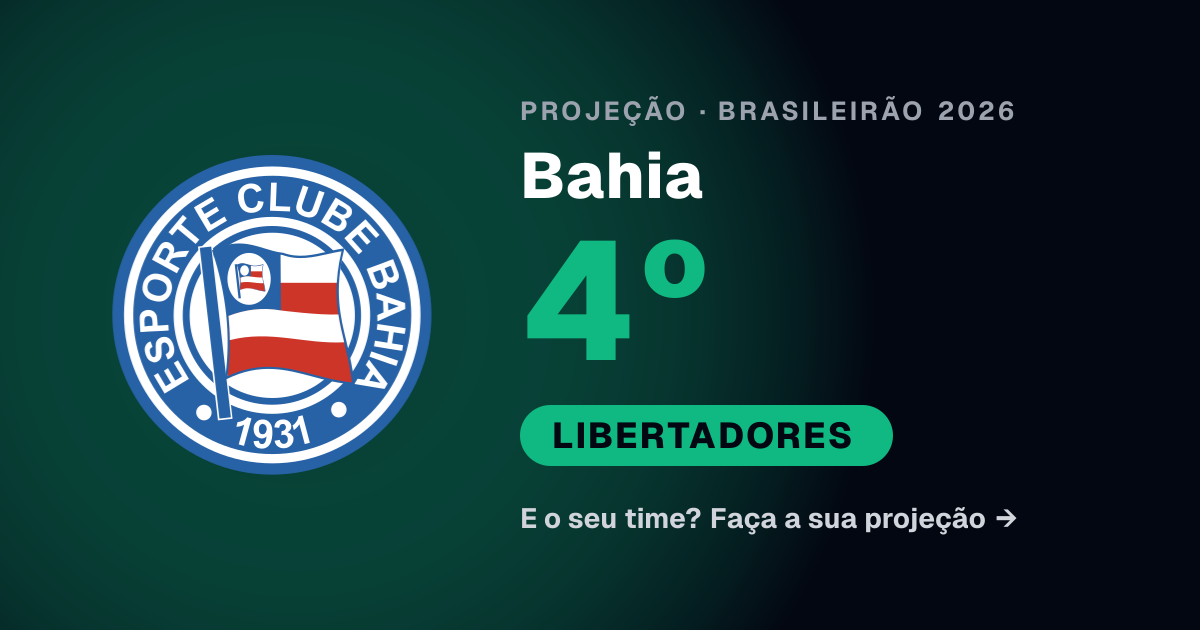 ESPORTE CLUBE BAHIA
1931
PROJEÇÃO · BRASILEIRÃO 2026
Bahia
4º
LIBERTADORES
E o seu time? Faça a sua projeção →